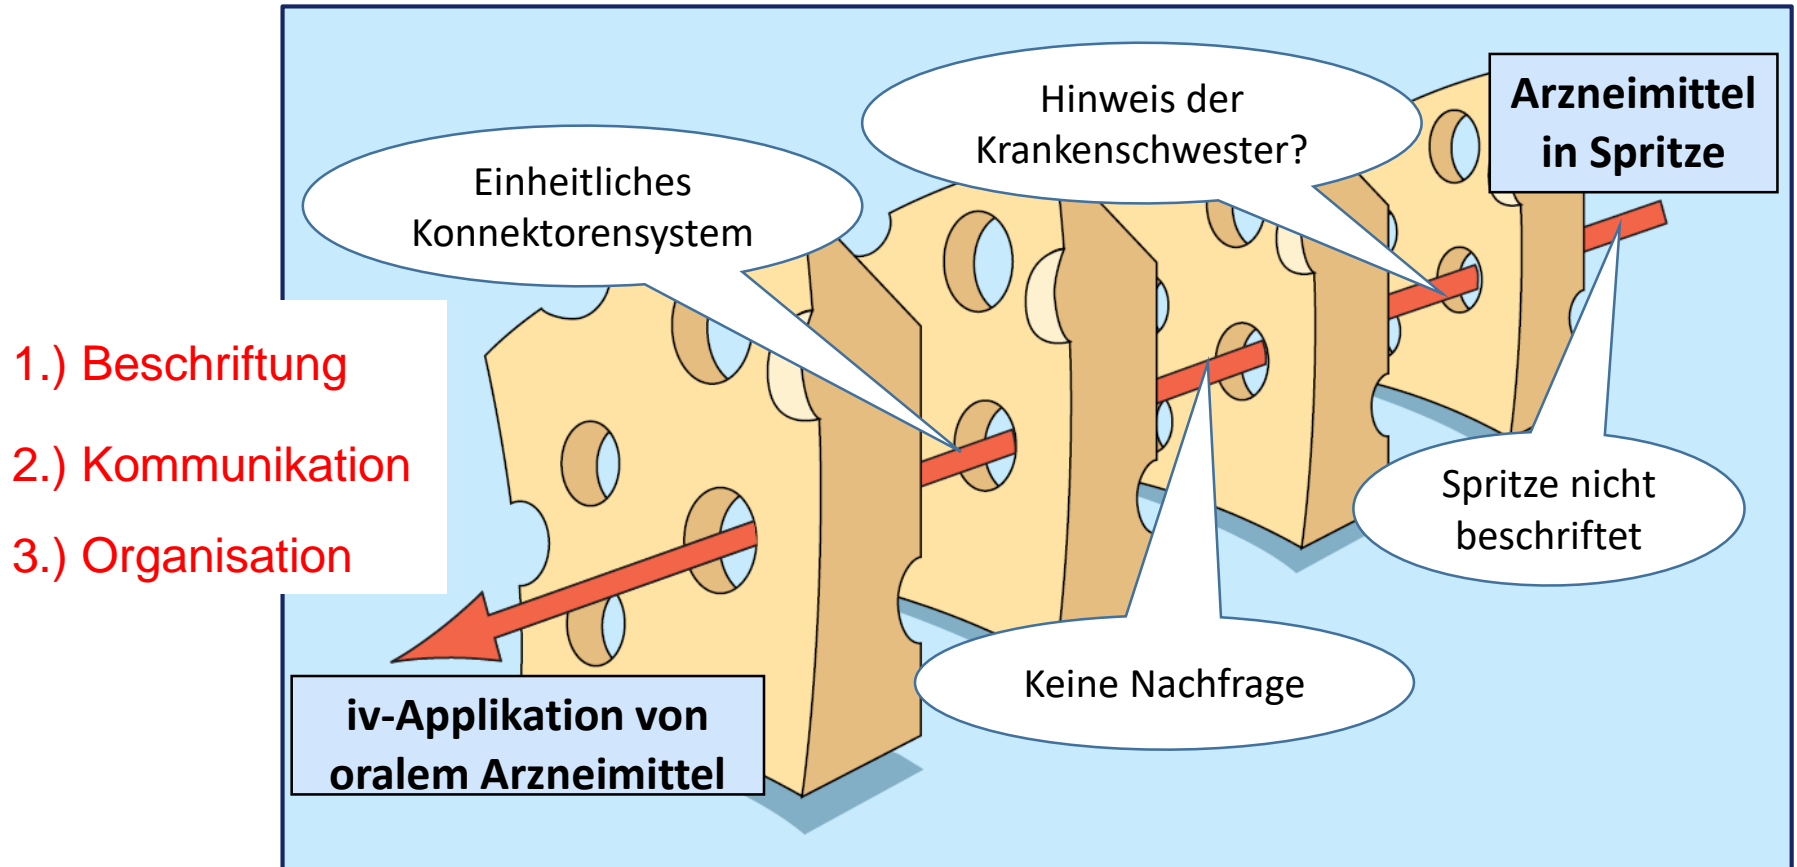 Arzneimittel
in Spritze
Hinweis der
Krankenschwester?
Einheitliches
Konnektorensystem
1.) Beschriftung
2.) Kommunikation
3.) Organisation
Spritze nicht
beschriftet
Keine Nachfrage
iv-Applikation von
oralem Arzneimittel